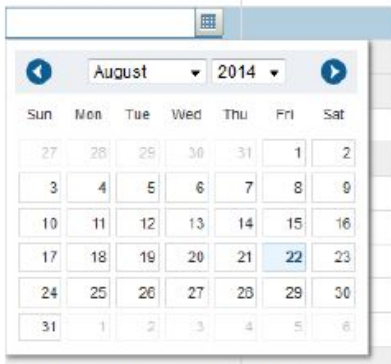 August 2014
Sun Mon Tue Wed Thu Fri Sat
27 28 29 30 31 1 2
3 4 5 6 7 8 9
10 11 12 13 14 15 16
17 18 19 20 21 22 23
24 25 26 27 28 29 30
31 1 2 3 4 5 6